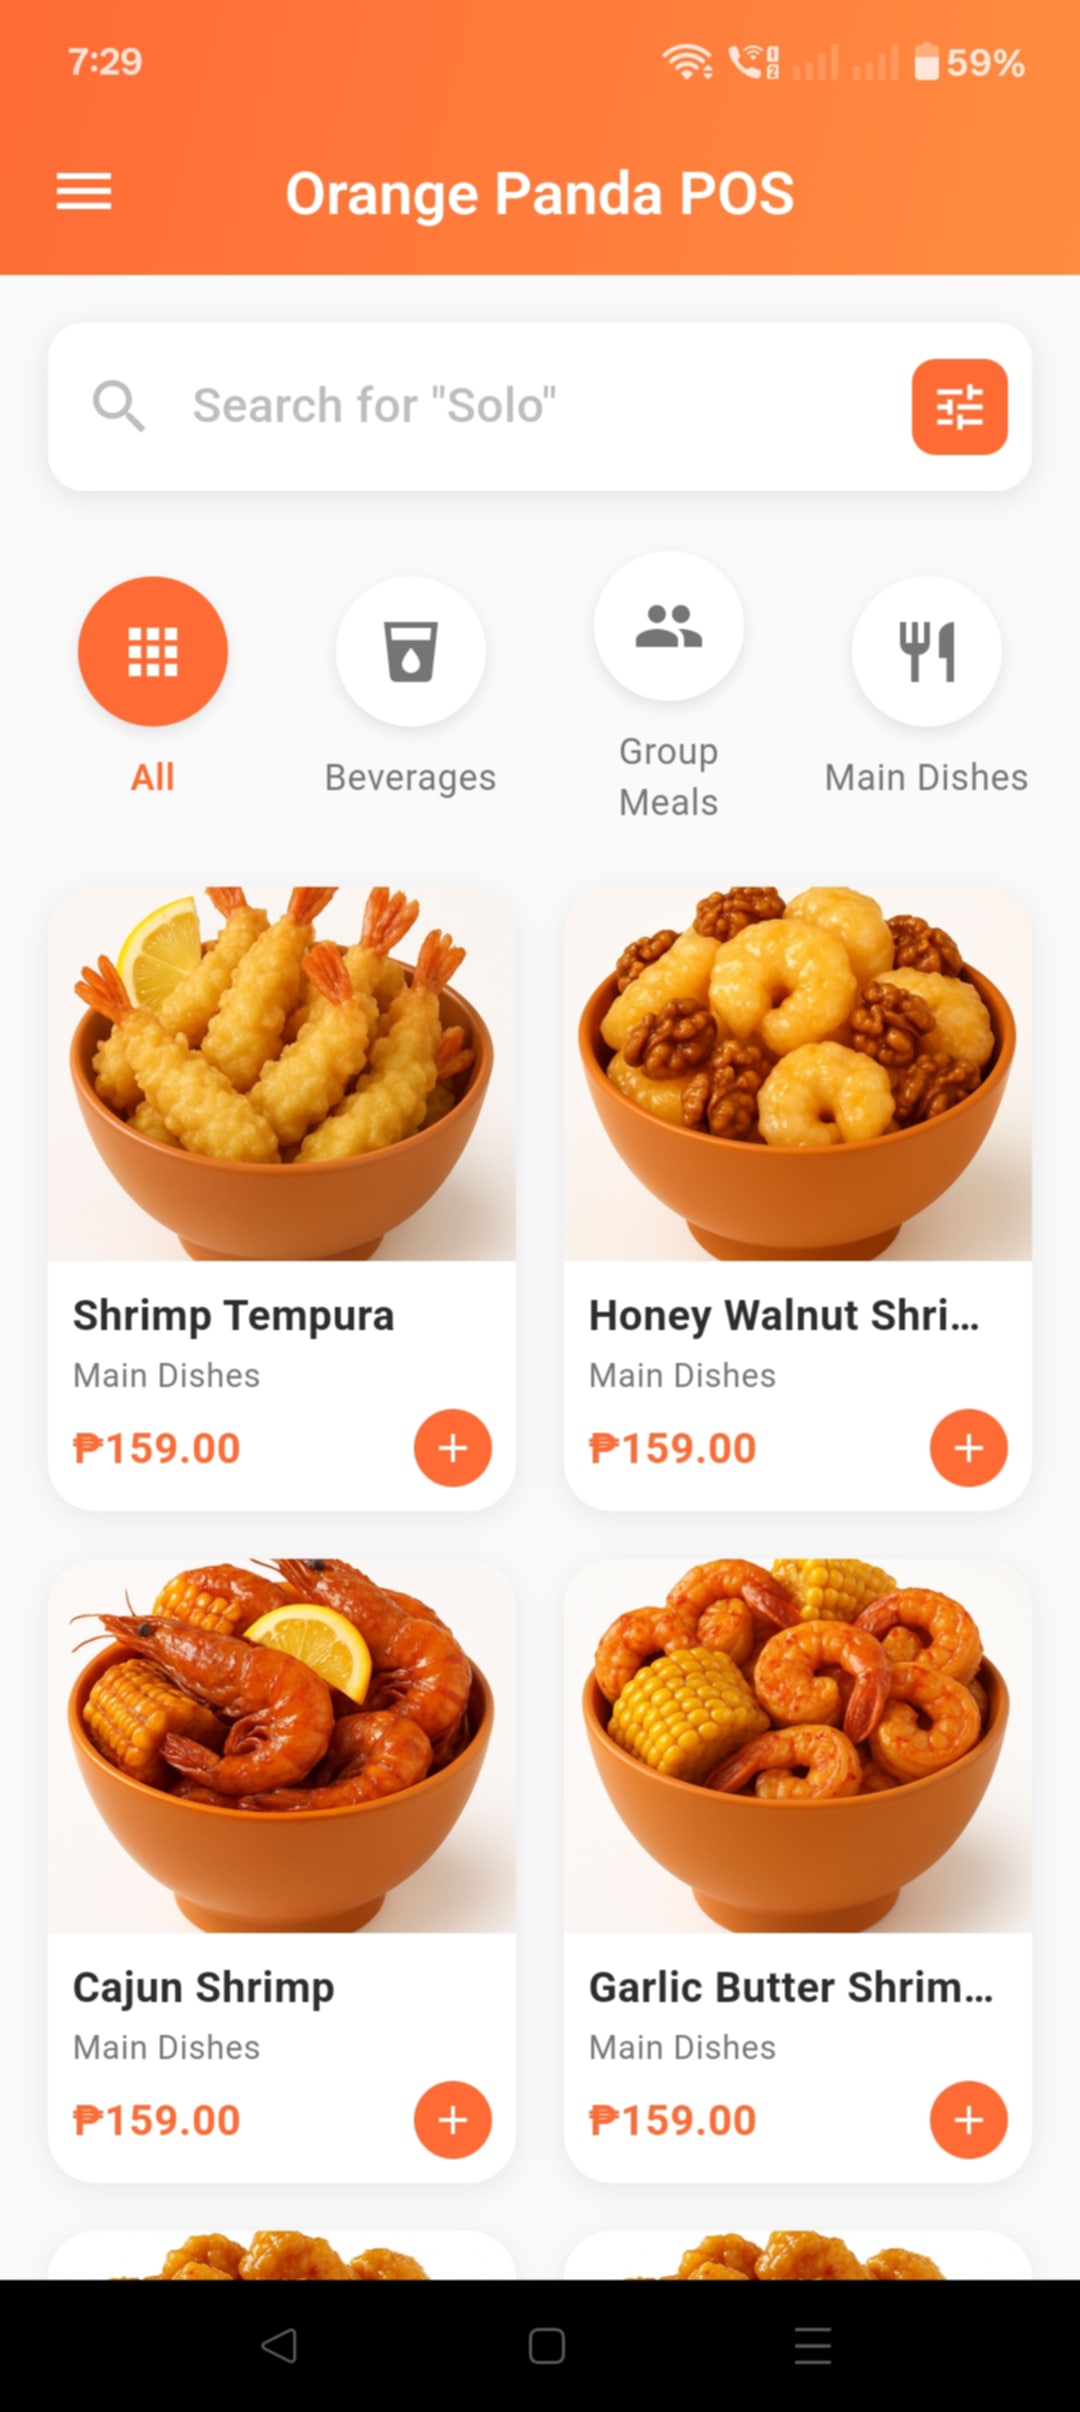 7:29
59%
Orange Panda POS
Search for "Solo"
All
Beverages
Group
Meals
Main Dishes
Shrimp Tempura
Main Dishes
₱159.00
Honey Walnut Shri...
Main Dishes
₱159.00
Cajun Shrimp
Main Dishes
₱159.00
Garlic Butter Shrim...
Main Dishes
₱159.00